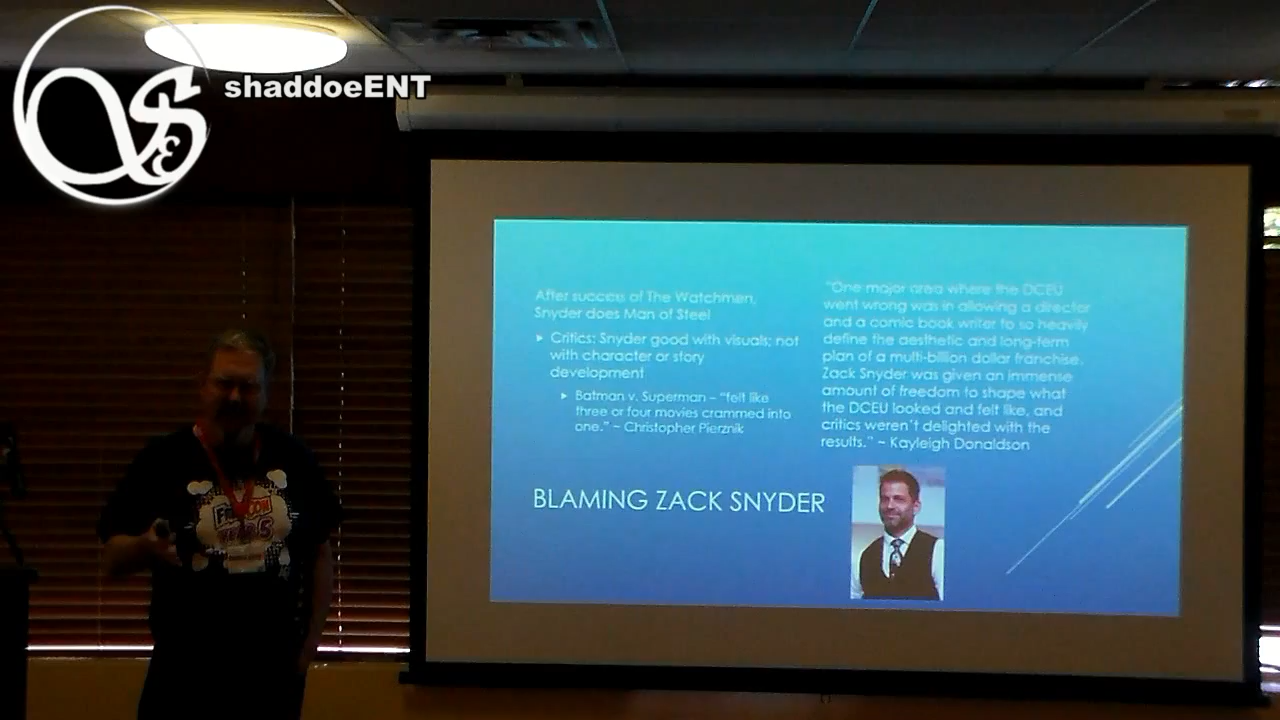 shaddoeENT
After success of The Watchmen,
Snyder does Man of Steel
Critics: Snyder good with visuals; not
with character or story
development
Batman v. Superman – "felt like
three or four movies crammed into
one." ~ Christopher Pierznik
"One major area where the DCEU
went wrong was in allowing a director
and a comic book writer to so heavily
define the aesthetic and long-term
plan of a multi-billion dollar franchise.
Zack Snyder was given an immense
amount of freedom to shape what
the DCEU looked and felt like, and
critics weren't delighted with the
results." ~ Kayleigh Donaldson
BLAMING ZACK SNYDER